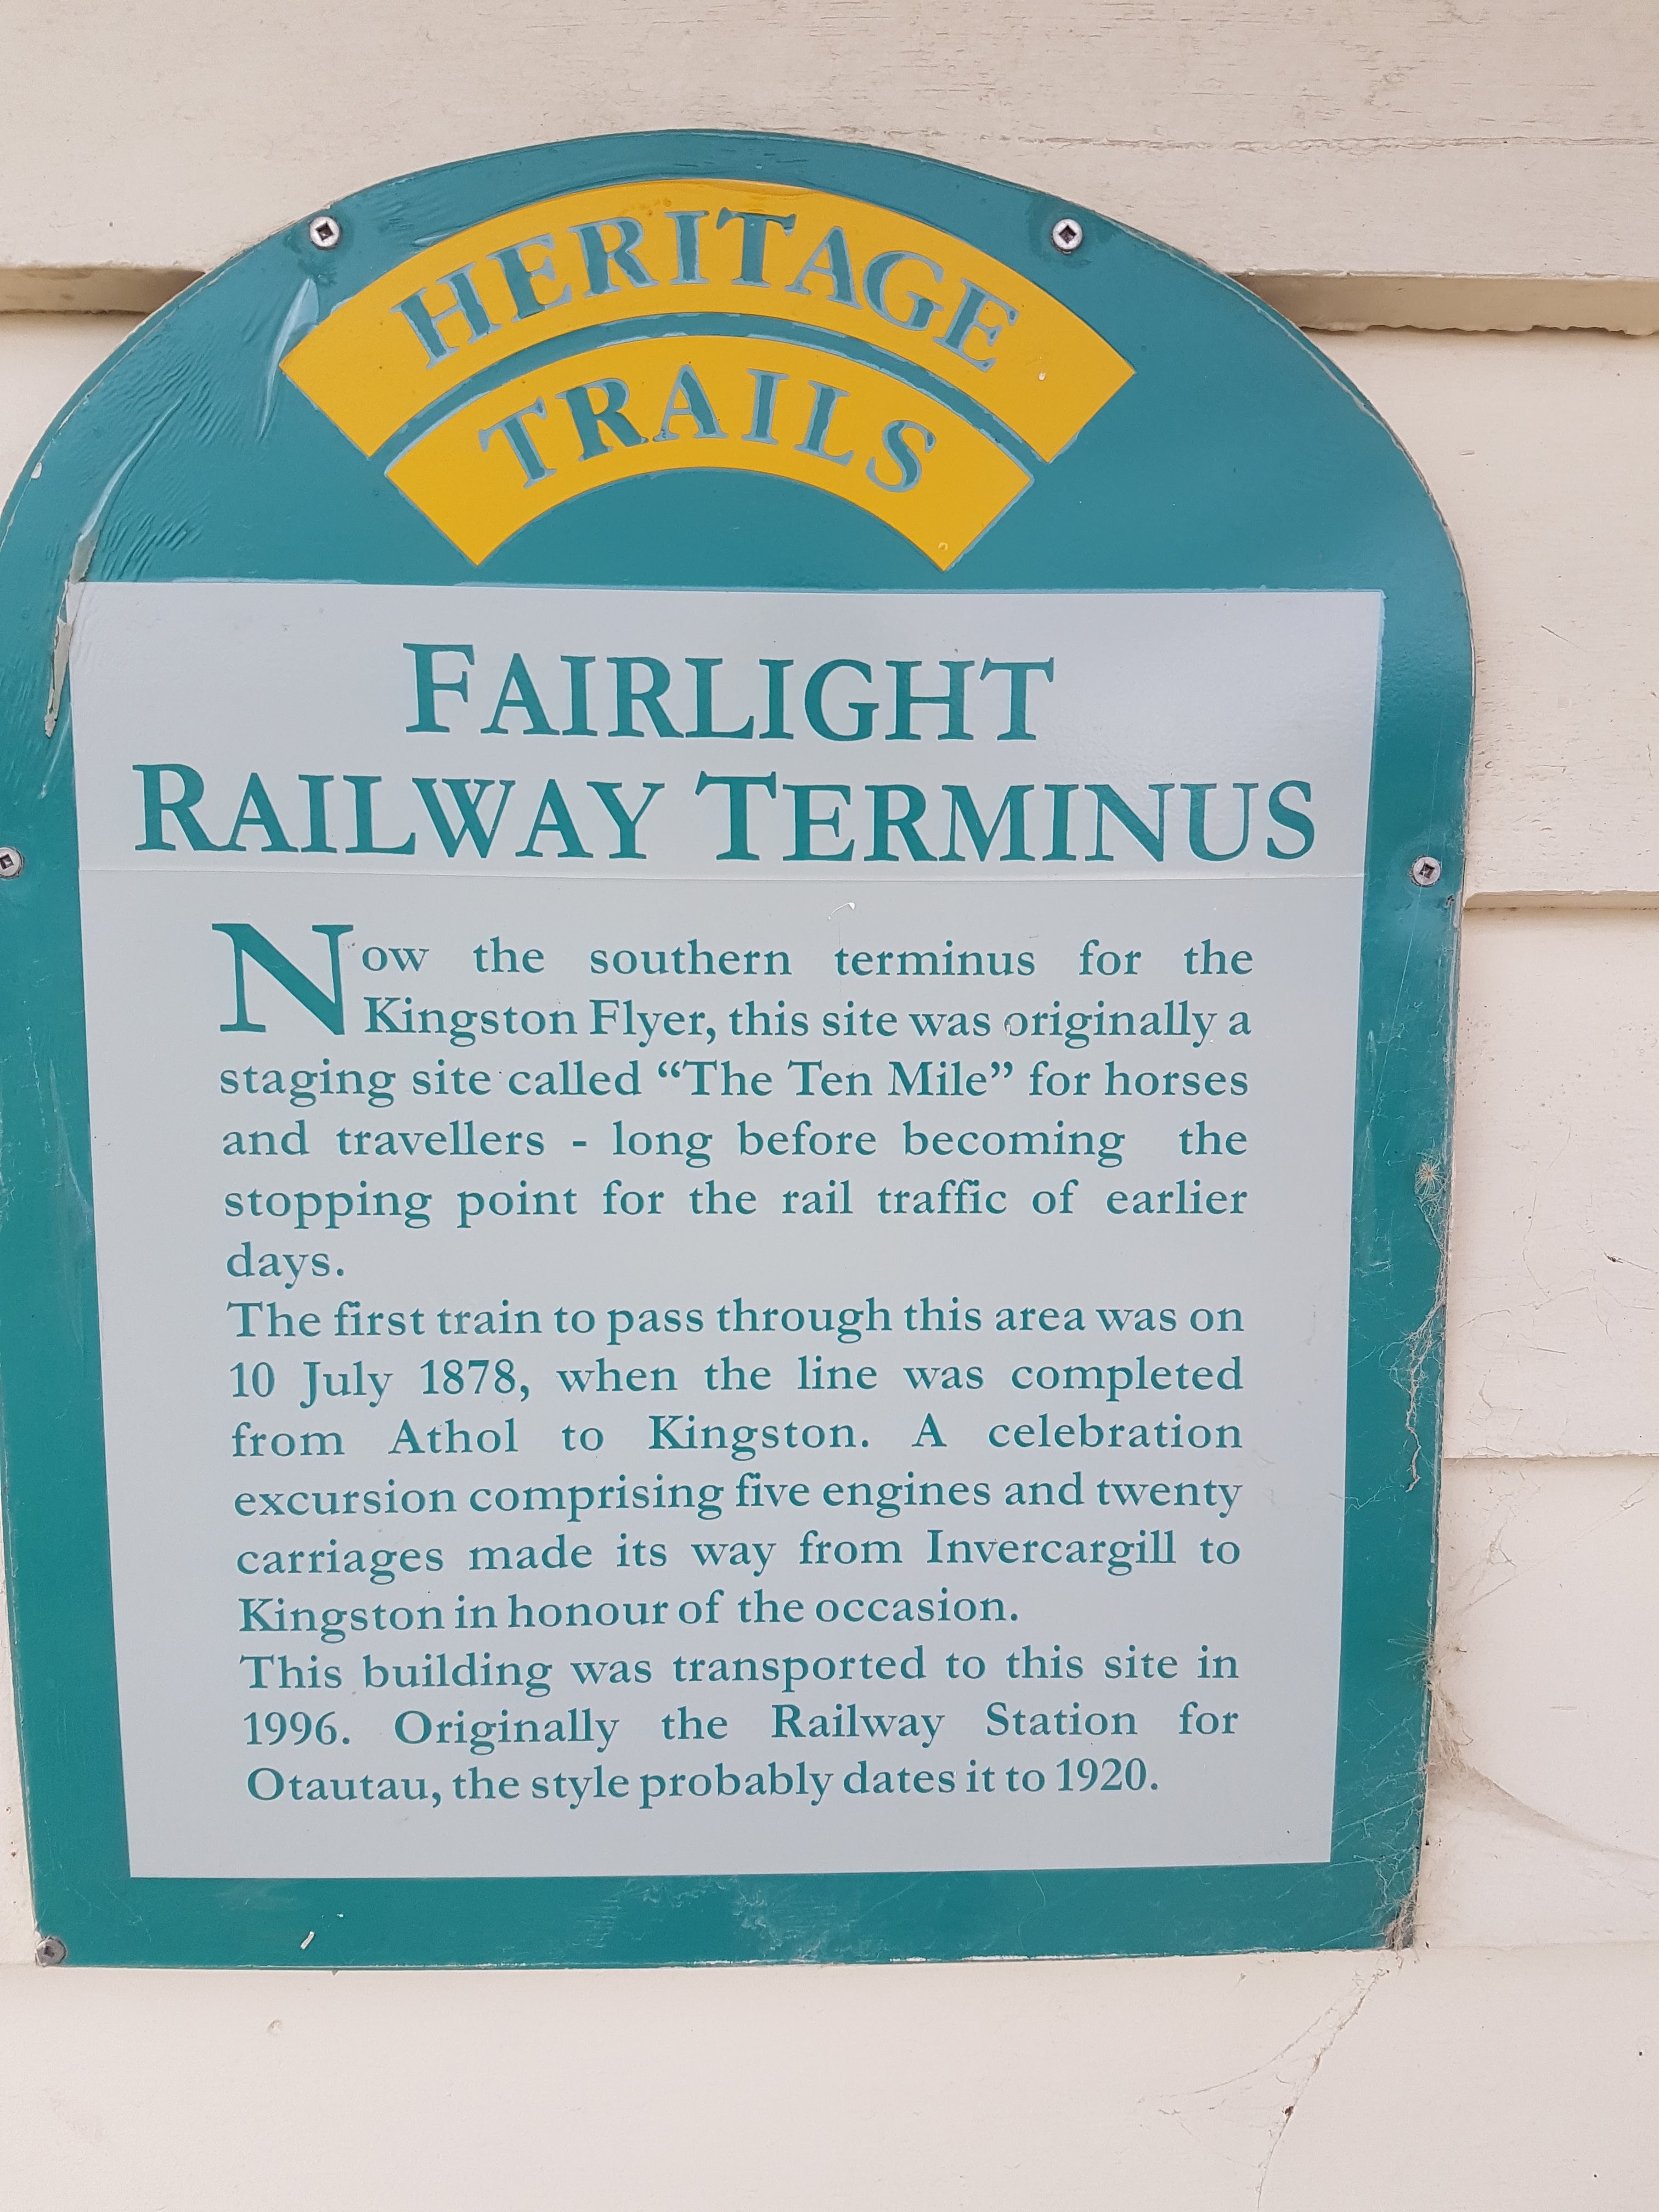 HERITAGE
TRAILS
FAIRLIGHT
RAILWAY TERMINUS
Now the southern terminus for the
Kingston Flyer, this site was originally a
staging site called “The Ten Mile” for horses
and travellers - long before becoming the
stopping point for the rail traffic of earlier
days.
The first train to pass through this area was on
10 July 1878, when the line was completed
from Athol to Kingston. A celebration
excursion comprising five engines and twenty
carriages made its way from Invercargill to
Kingston in honour of the occasion.
This building was transported to this site in
1996. Originally the Railway Station for
Otautau, the style probably dates it to 1920.